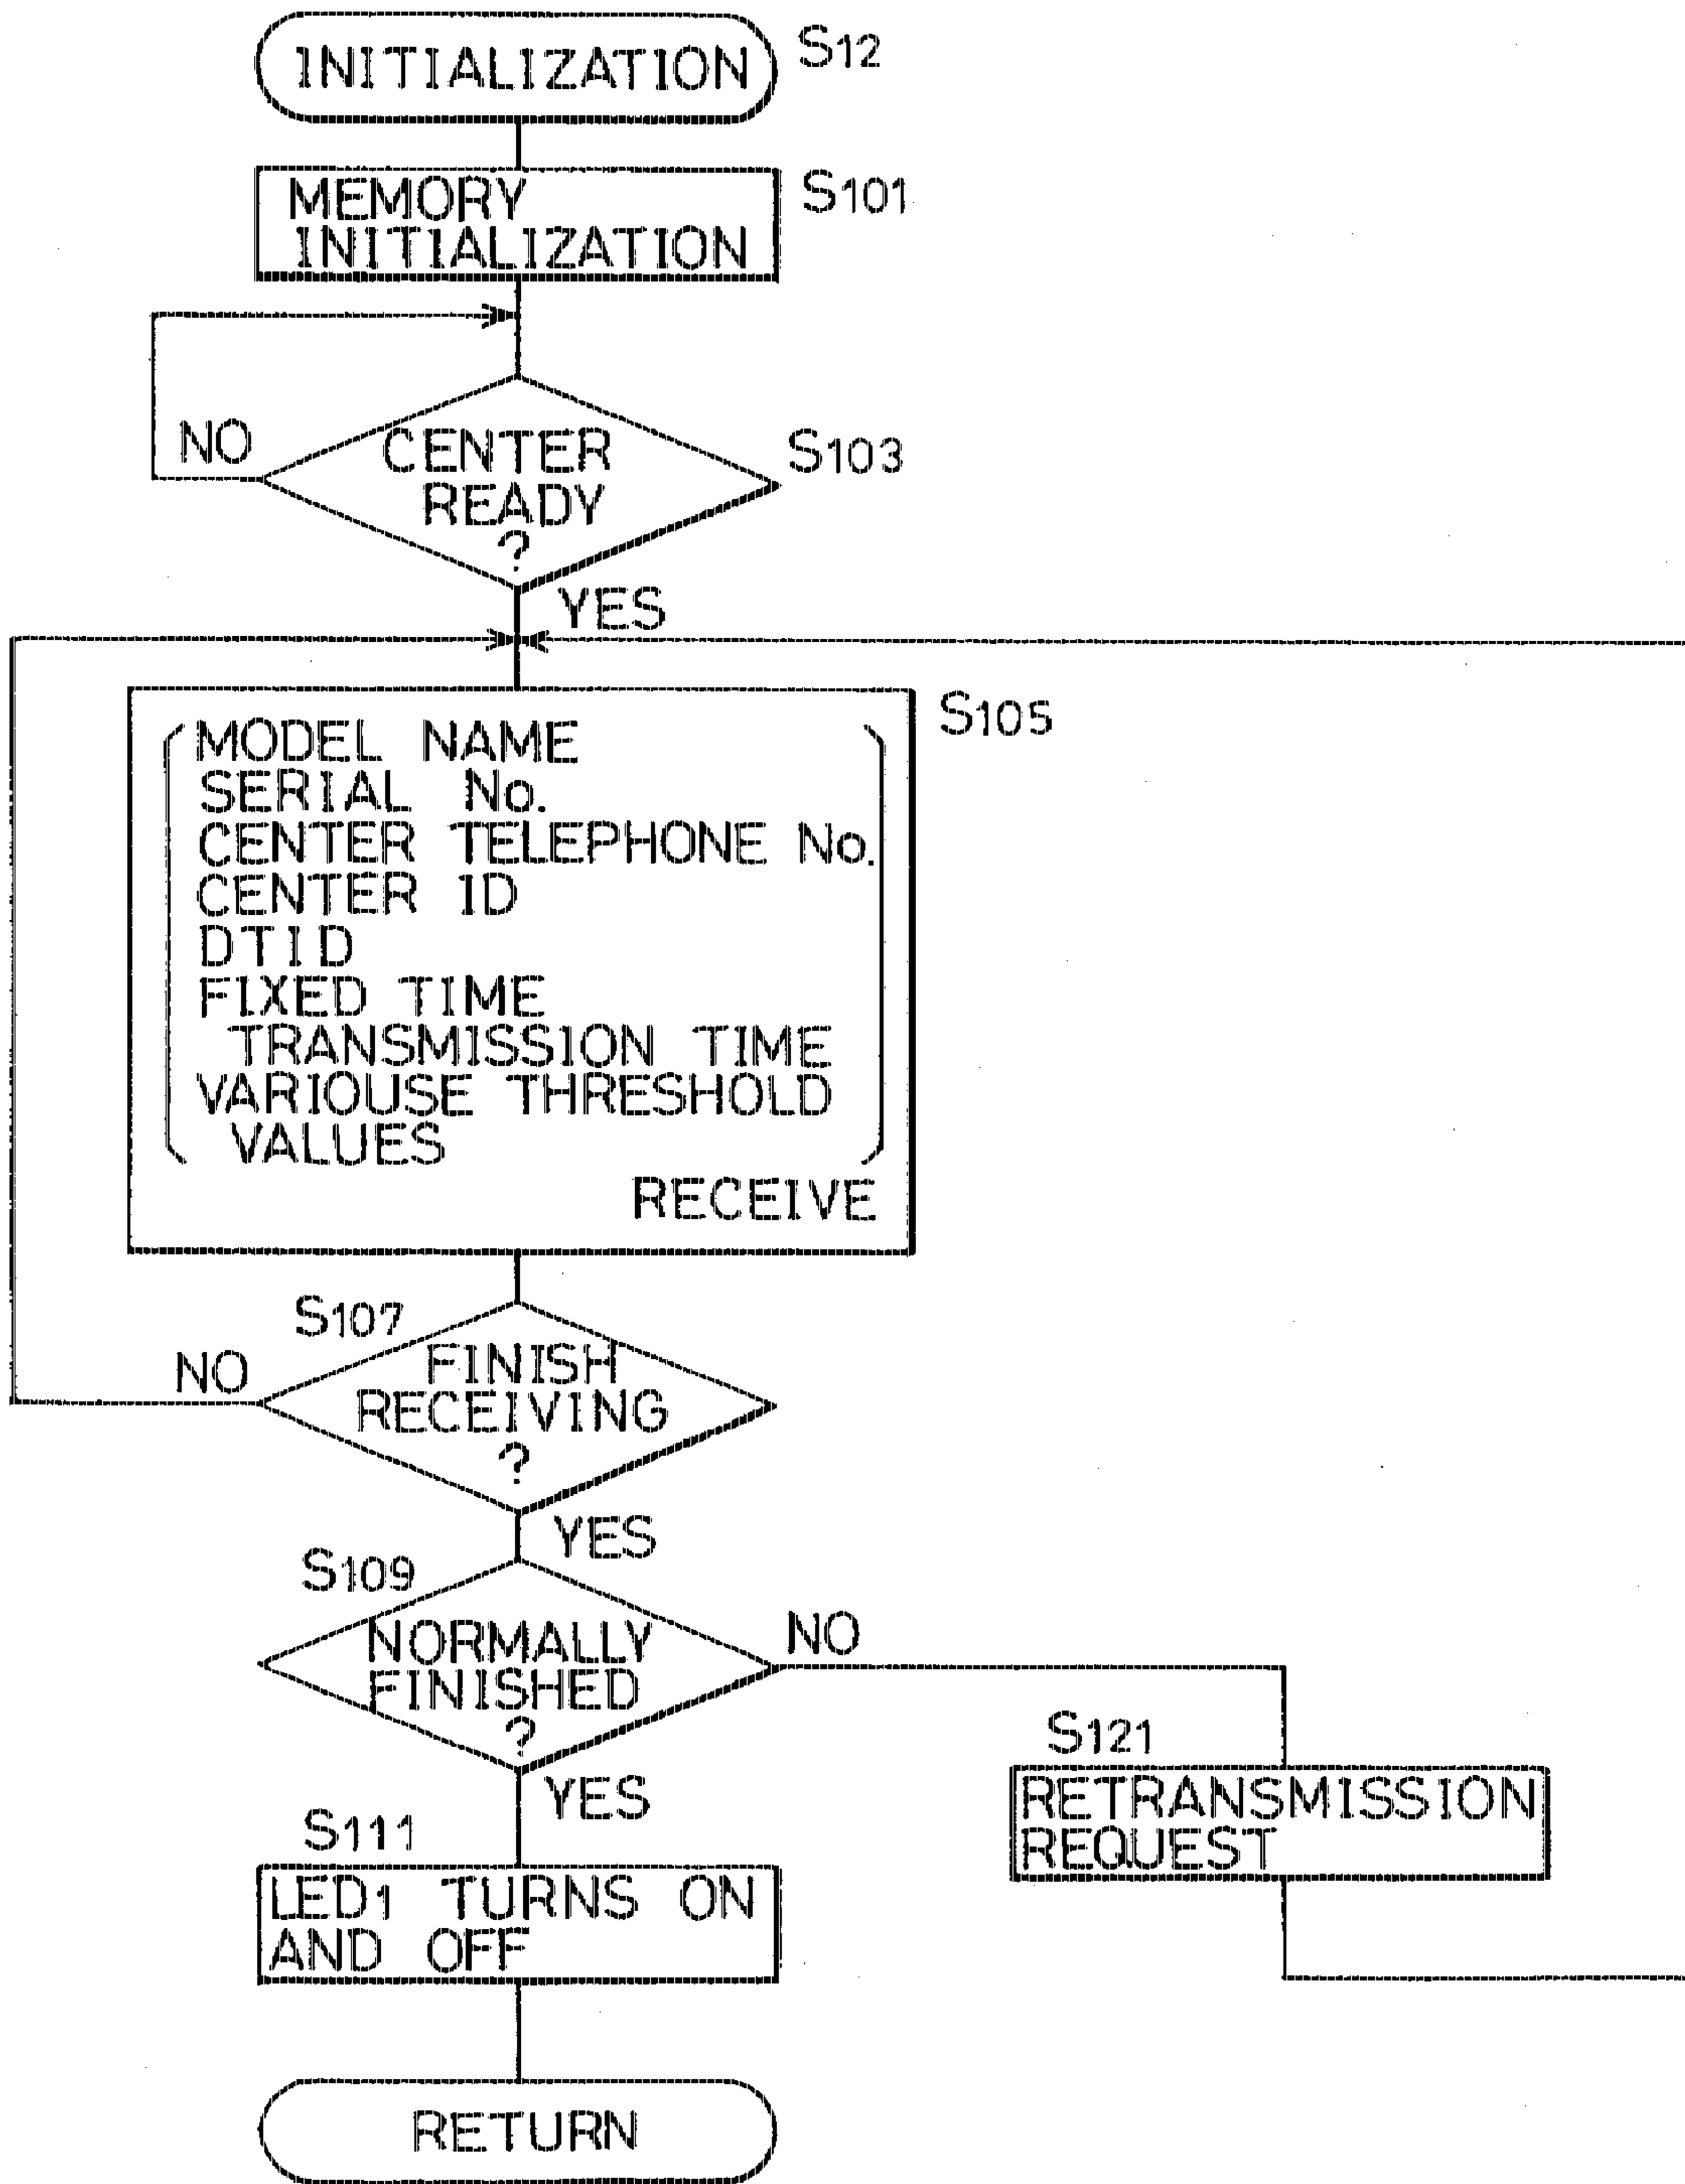 INITIALIZATION S12
MEMORY S101
INITIALIZATION
NO CENTER S103
READY
?
YES
S105
MODEL NAME
SERIAL No.
CENTER TELEPHONE No.
CENTER ID
DTID
FIXED TIME
TRANSMISSION TIME
VARIOUSE THRESHOLD
VALUES
RECEIVE
S107
NO FINISH
RECEIVING
?
YES
S109
NORMALLY NO
FINISHED
?
S121
YES
RETRANSMISSION
REQUEST
S111
LED1 TURNS ON
AND OFF
RETURN